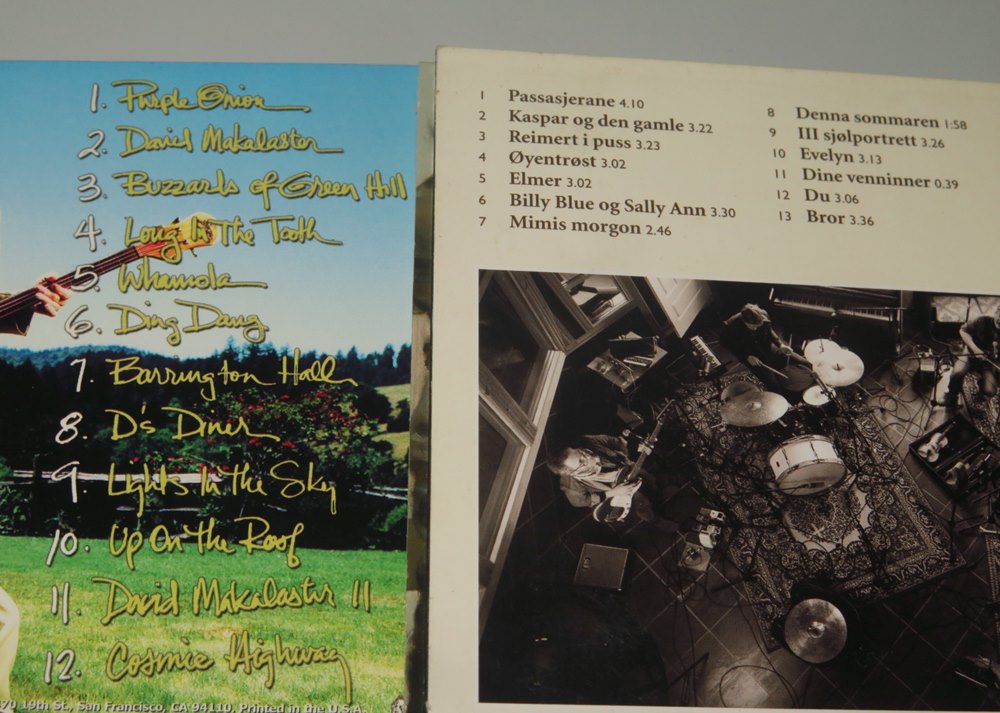 1. Purple Onion
2. David Makalaster
3. Buzzards of Green Hill
4. Long In The Tooth
5. Whamola
6. Ding Dang
7. Barrington Hall
8. D's Diner
9. Lights In the Sky
10. Up On the Roof
11. David Makalaster II
12. Cosmic Highway
70 19th St., San Francisco, CA 94110. Printed in the U.S.A.
1 Passasjerane 4.10
2 Kaspar og den gamle 3.22
3 Reimert i puss 3.23
4 Øyentrøst 3.02
5 Elmer 3.02
6 Billy Blue og Sally Ann 3.30
7 Mimis morgon 2.46
8 Denna sommaren 1:58
9 III sjølportrett 3.26
10 Evelyn 3.13
11 Dine venninner 0.39
12 Du 3.06
13 Bror 3.36